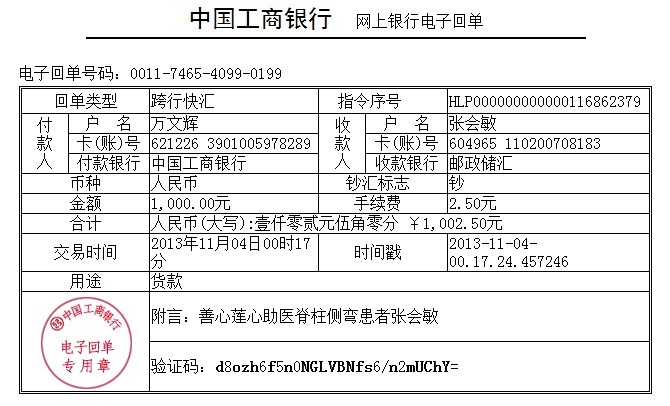 中国工商银行 网上银行电子回单
电子回单号码：0011-7465-4099-0199
回单类型 跨行快汇 指令序号 HLP000000000000116862379
付款人 户 名 万文辉 收款人 户 名 张会敏
卡(账)号 621226 3901005978289 卡(账)号 604965 110200708183
付款银行 中国工商银行 收款银行 邮政储汇
币种 人民币 钞汇标志 钞
金额 1,000.00元 手续费 2.50元
合计 人民币(大写):壹仟零贰元伍角零分 ￥1,002.50元
交易时间 2013年11月04日00时17分 时间戳 2013-11-04-00.17.24.457246
用途 货款
中国工商银行
电子回单
专用章
附言：善心莲心助医脊柱侧弯患者张会敏
验证码：d8ozh6f5n0NGLVBNfs6/n2mUChY=